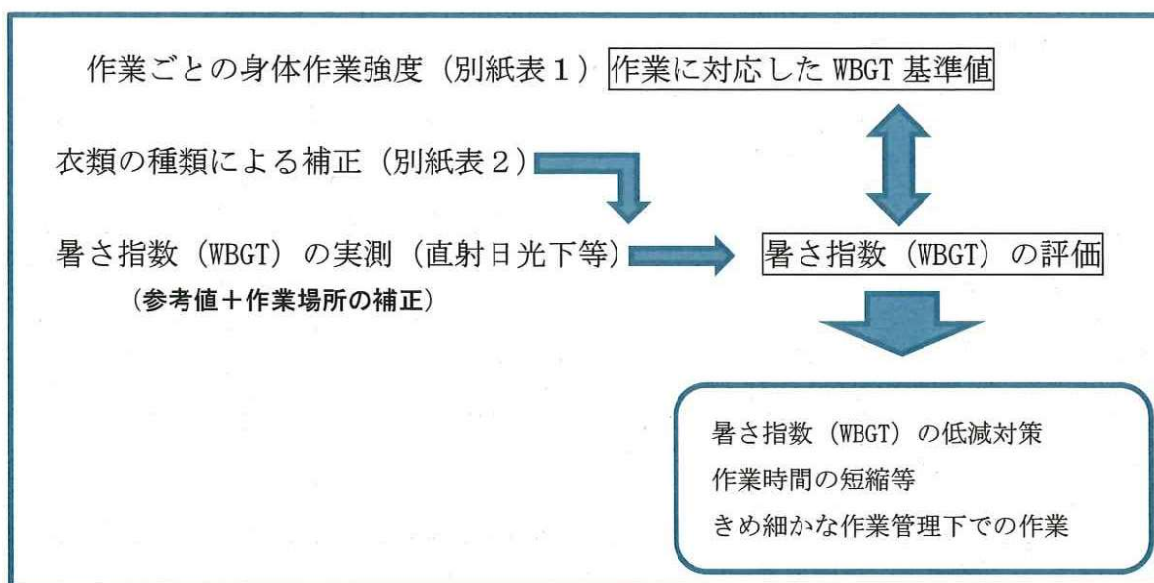 作業ごとの身体作業強度（別紙表１）作業に対応した WBGT 基準値
衣類の種類による補正（別紙表２）
暑さ指数（WBGT）の実測（直射日光下等）
暑さ指数（WBGT）の評価
（参考値＋作業場所の補正）
暑さ指数（WBGT）の低減対策
作業時間の短縮等
きめ細かな作業管理下での作業